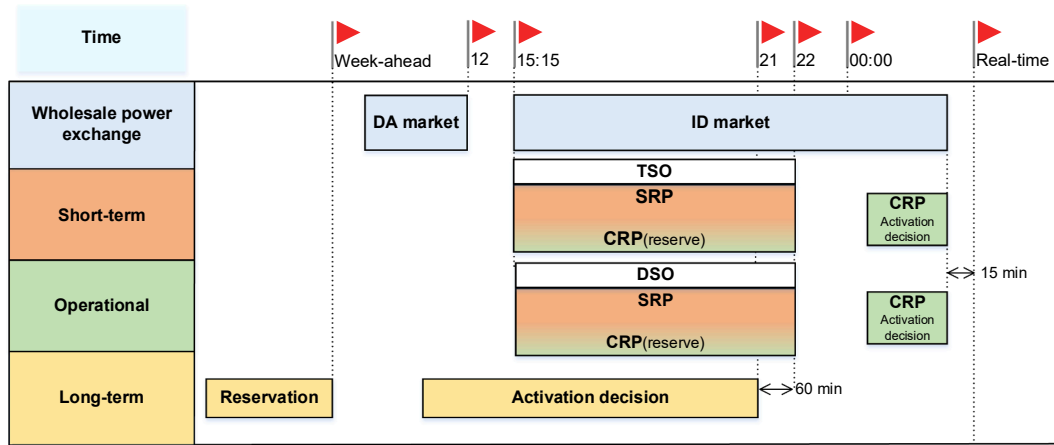 Time
Week-ahead
12
15:15
21
22
00:00
Real-time
Wholesale power
exchange
DA market
ID market
Short-term
TSO
SRP
CRP(reserve)
CRP
Activation
decision
15 min
Operational
DSO
SRP
CRP(reserve)
CRP
Activation
decision
Long-term
Reservation
Activation decision
60 min